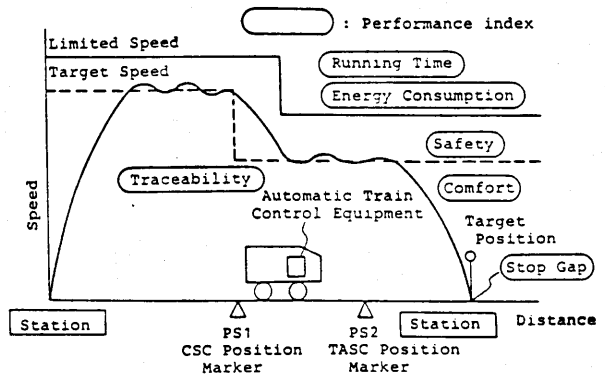 : Performance index
Limited Speed
Target Speed
Running Time
Energy Consumption
Safety
Traceability
Comfort
Automatic Train
Control Equipment
Speed
Target
Position
Stop Gap
Station
Station
Distance
PS1
CSC Position
Marker
PS2
TASC Position
Marker